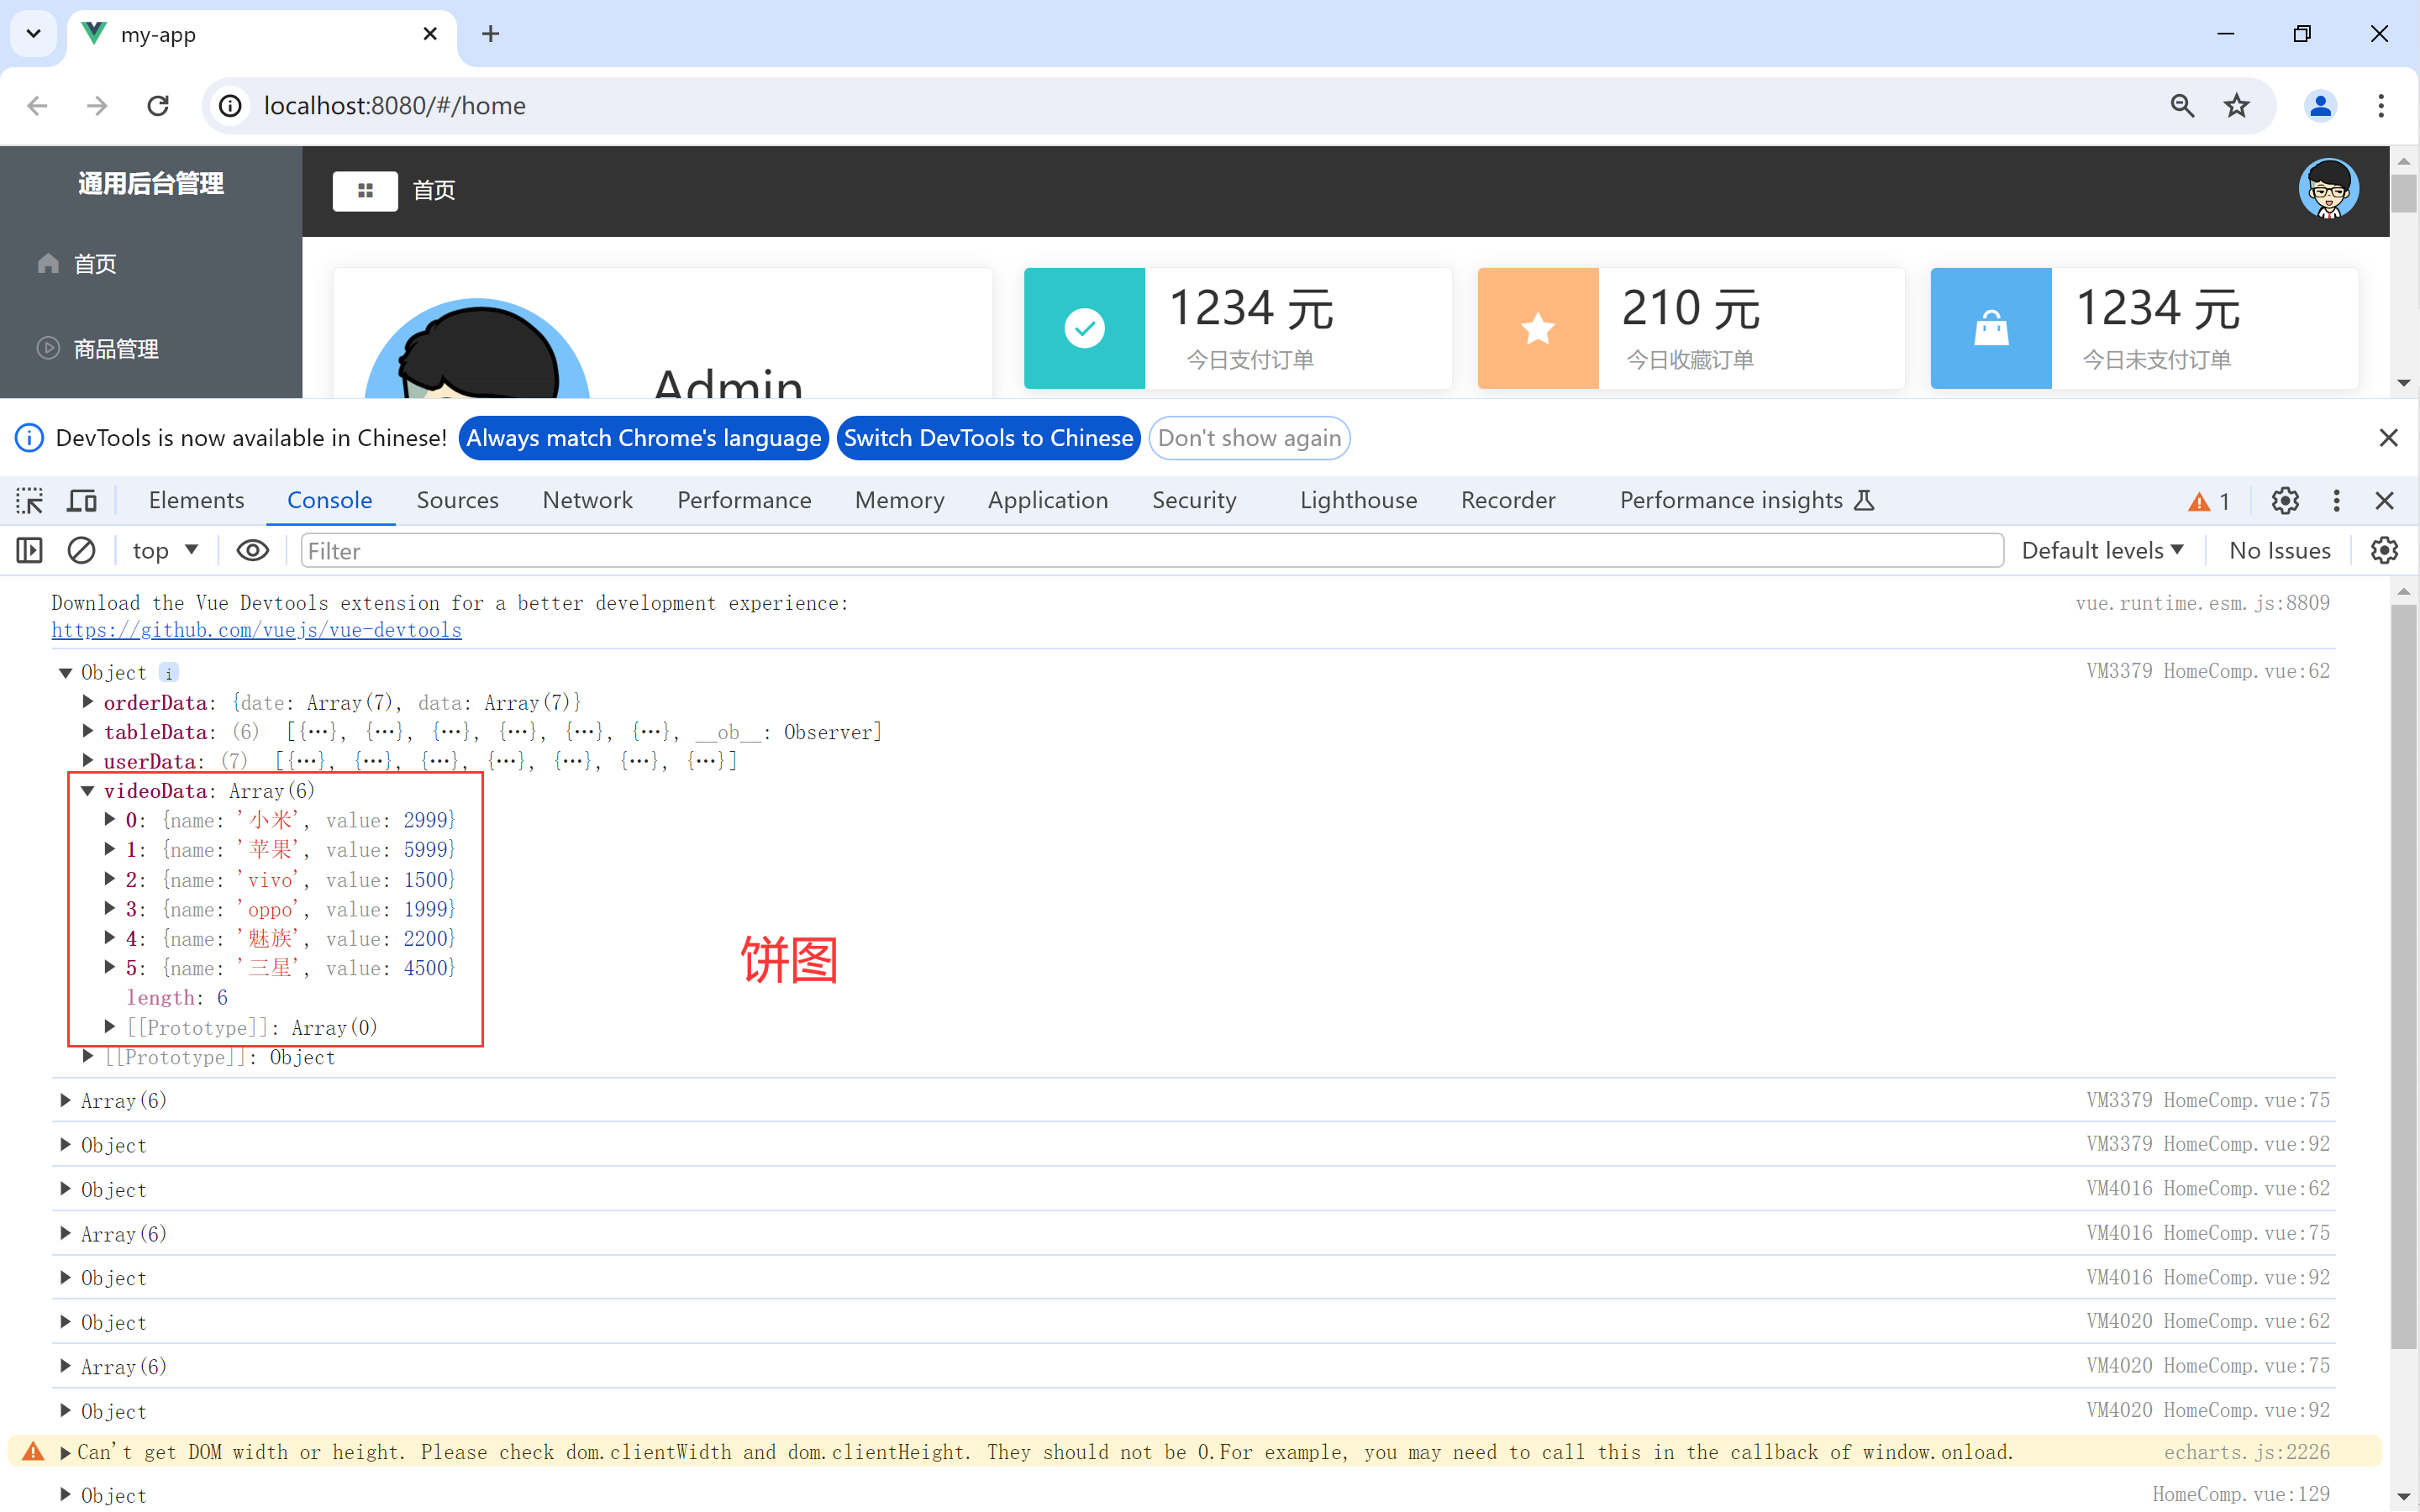 my-app
localhost:8080/#/home
通用后台管理
首页
首页
商品管理
Admin
1234 元
今日支付订单
210 元
今日收藏订单
1234 元
今日未支付订单
DevTools is now available in Chinese! Always match Chrome's language Switch DevTools to Chinese Don't show again
Elements Console Sources Network Performance Memory Application Security Lighthouse Recorder Performance insights 1
top Filter Default levels No Issues
Download the Vue Devtools extension for a better development experience: vue.runtime.esm.js:8809
https://github.com/vuejs/vue-devtools
Object i VM3379 HomeComp.vue:62
orderData: {date: Array(7), data: Array(7)}
tableData: (6) [{…}, {…}, {…}, {…}, {…}, {…}, __ob__: Observer]
userData: (7) [{…}, {…}, {…}, {…}, {…}, {…}, {…}]
videoData: Array(6)
0: {name: '小米', value: 2999}
1: {name: '苹果', value: 5999}
2: {name: 'vivo', value: 1500}
3: {name: 'oppo', value: 1999}
4: {name: '魅族', value: 2200}
5: {name: '三星', value: 4500}
length: 6
[[Prototype]]: Array(0)
[[Prototype]]: Object
饼图
Array(6) VM3379 HomeComp.vue:75
Object VM3379 HomeComp.vue:92
Object VM4016 HomeComp.vue:62
Array(6) VM4016 HomeComp.vue:75
Object VM4016 HomeComp.vue:92
Object VM4020 HomeComp.vue:62
Array(6) VM4020 HomeComp.vue:75
Object VM4020 HomeComp.vue:92
Can't get DOM width or height. Please check dom.clientWidth and dom.clientHeight. They should not be 0.For example, you may need to call this in the callback of window.onload. echarts.js:2226
Object HomeComp.vue:129